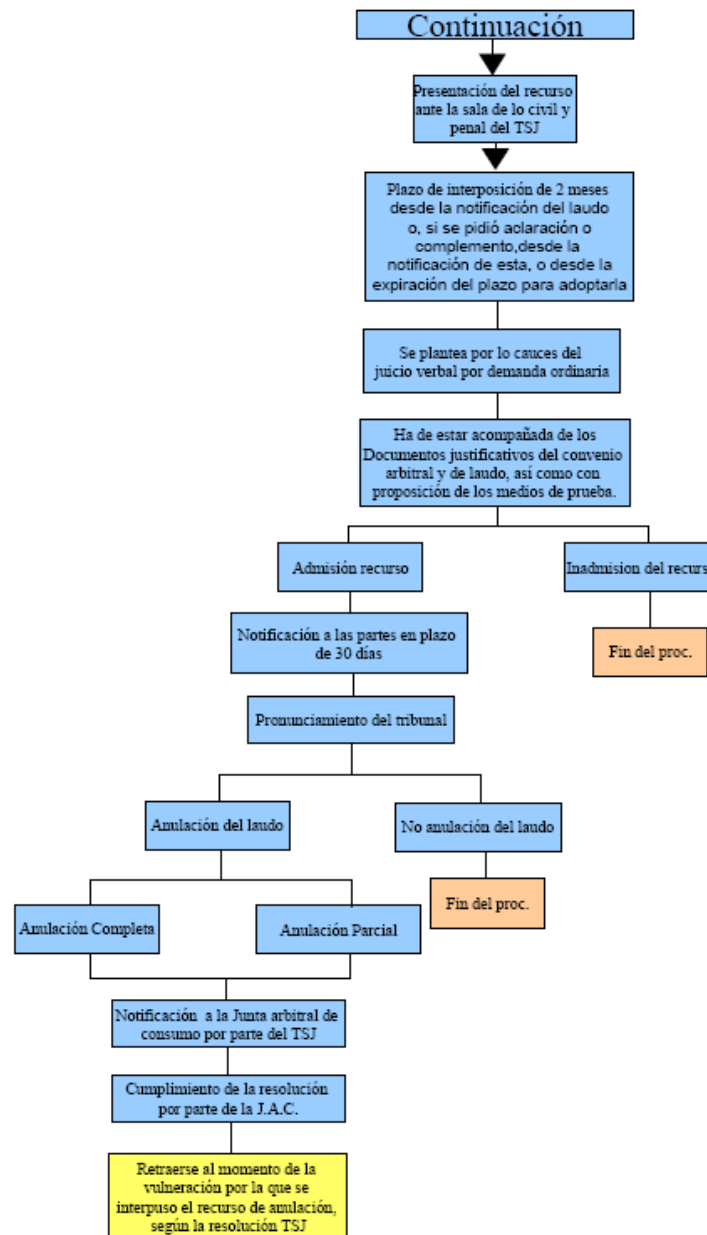 Continuación
Presentación del recurso
ante la sala de lo civil y
penal del TSJ
Plazo de interposición de 2 meses
desde la notificación del laudo
o, si se pidió aclaración o
complemento,desde la
notificación de esta, o desde la
expiración del plazo para adoptarla
Se plantea por lo cauces del
juicio verbal por demanda ordinaria
Ha de estar acompañada de los
Documentos justificativos del convenio
arbitral y de laudo, así como con
proposición de los medios de prueba.
Admisión recurso
Inadmision del recurs
Notificación a las partes en plazo
de 30 días
Fin del proc.
Pronunciamiento del tribunal
Anulación del laudo
No anulación del laudo
Anulación Completa
Anulación Parcial
Fin del proc.
Notificación a la Junta arbitral de
consumo por parte del TSJ
Cumplimiento de la resolución
por parte de la J.A.C.
Retraerse al momento de la
vulneración por la que se
interpuso el recurso de anulación,
según la resolución TSJ